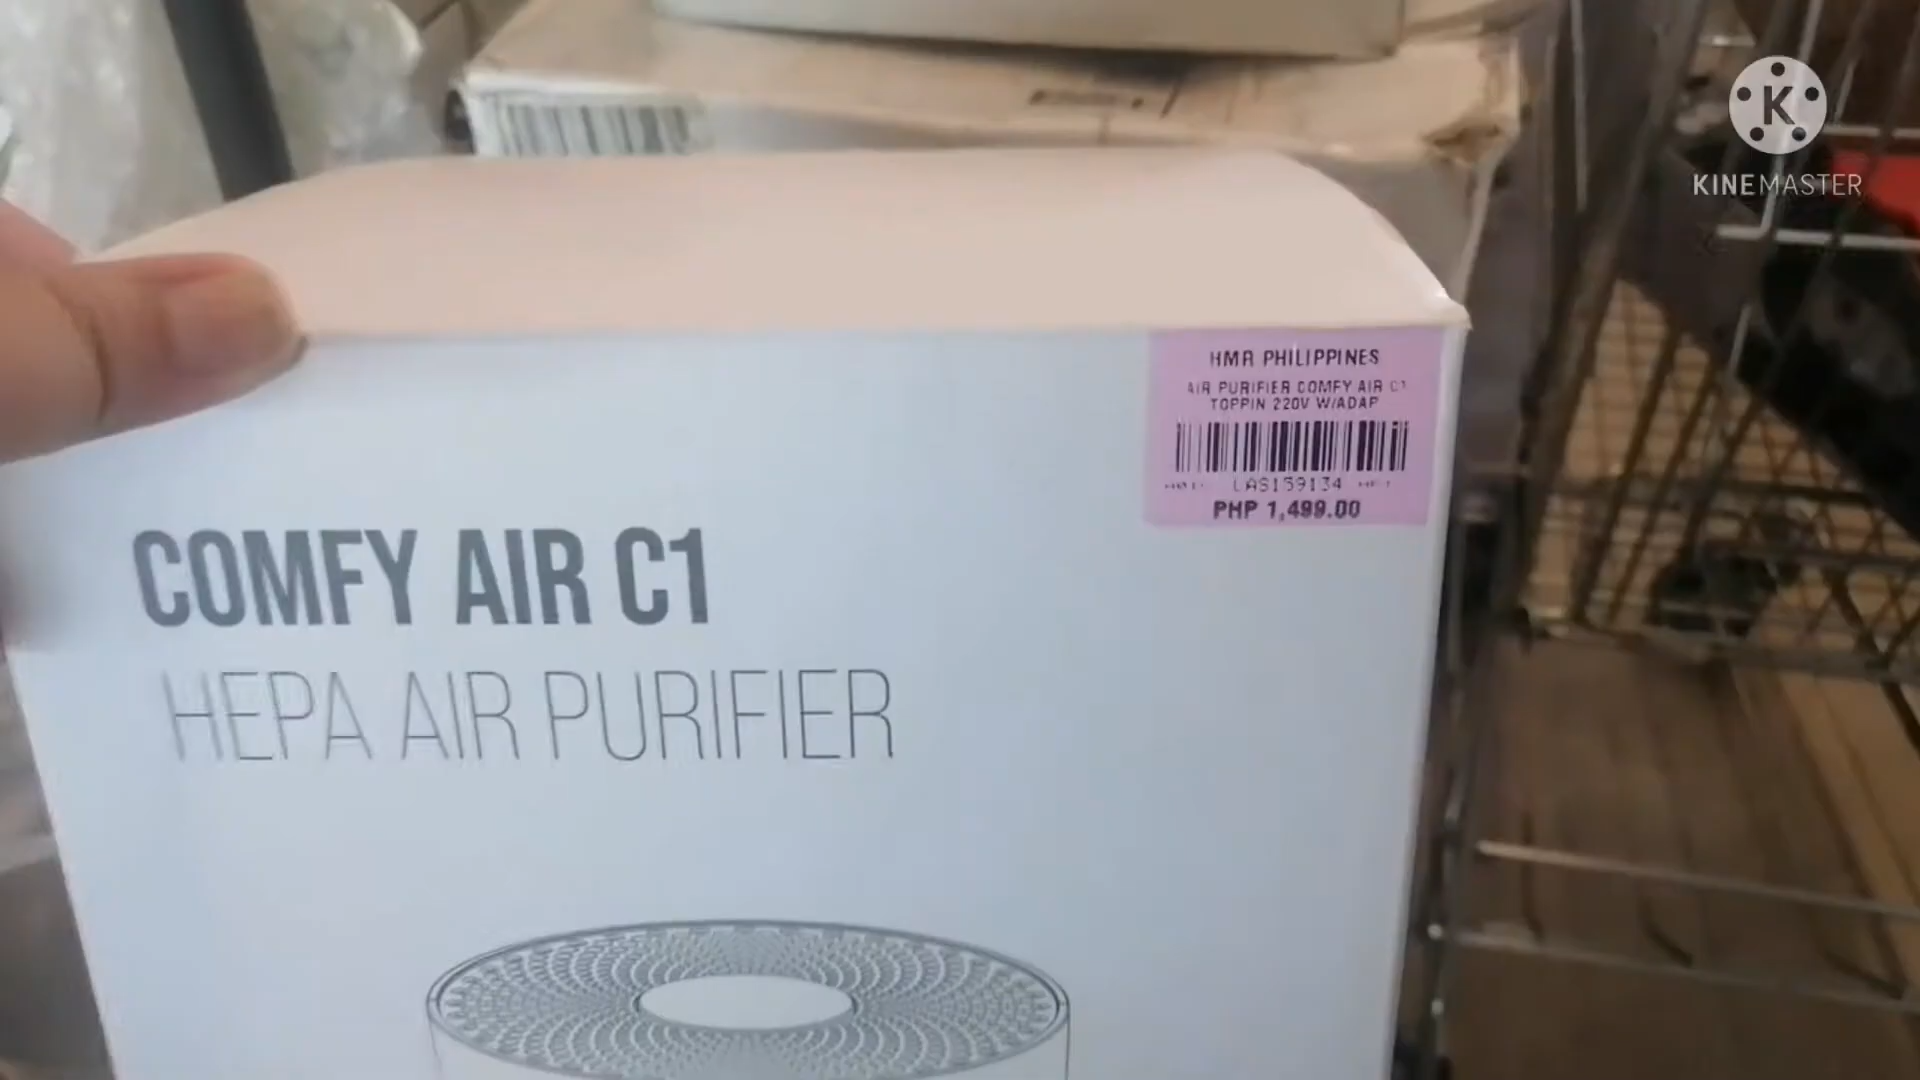 K
KINEMASTER
HMR PHILIPPINES
AIR PURIFIER COMFY AIR C1
TOPPIN 220V W/ADAP
LAS159134
PHP 1,499.00
COMFY AIR C1
HEPA AIR PURIFIER